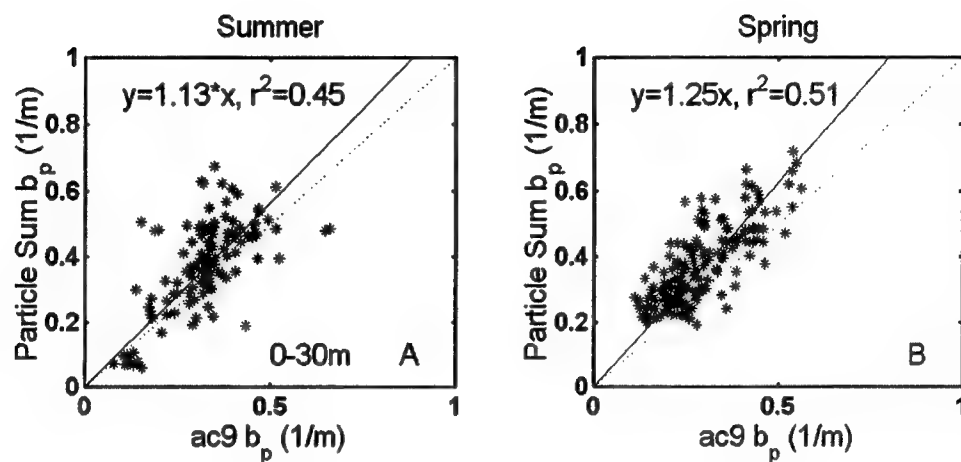 Summer
y=1.13*x, r²=0.45
Particle Sum b_p (1/m)
1
0.8
0.6
0.4
0.2
0
0-30m A
0 0.5 1
ac9 b_p (1/m)
Spring
y=1.25x, r²=0.51
Particle Sum b_p (1/m)
1
0.8
0.6
0.4
0.2
0
B
0 0.5 1
ac9 b_p (1/m)